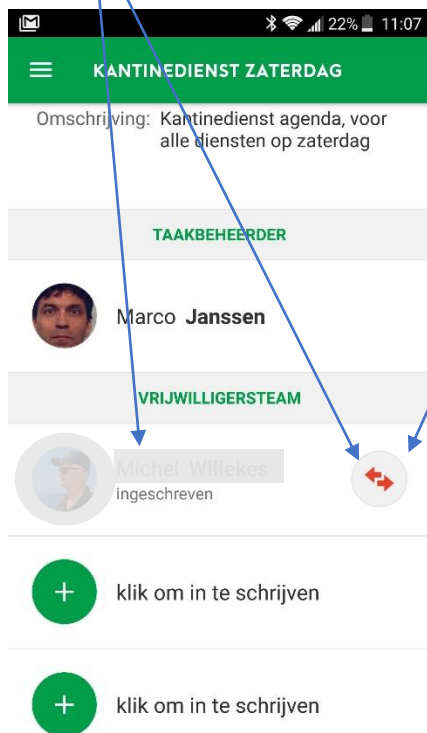 22% 11:07
KANTINEDIENST ZATERDAG
Omschrijving: Kantinedienst agenda, voor
alle diensten op zaterdag
TAAKBEHEERDER
Marco Janssen
VRIJWILLIGERSTEAM
Michel Willekes
ingeschreven
klik om in te schrijven
klik om in te schrijven